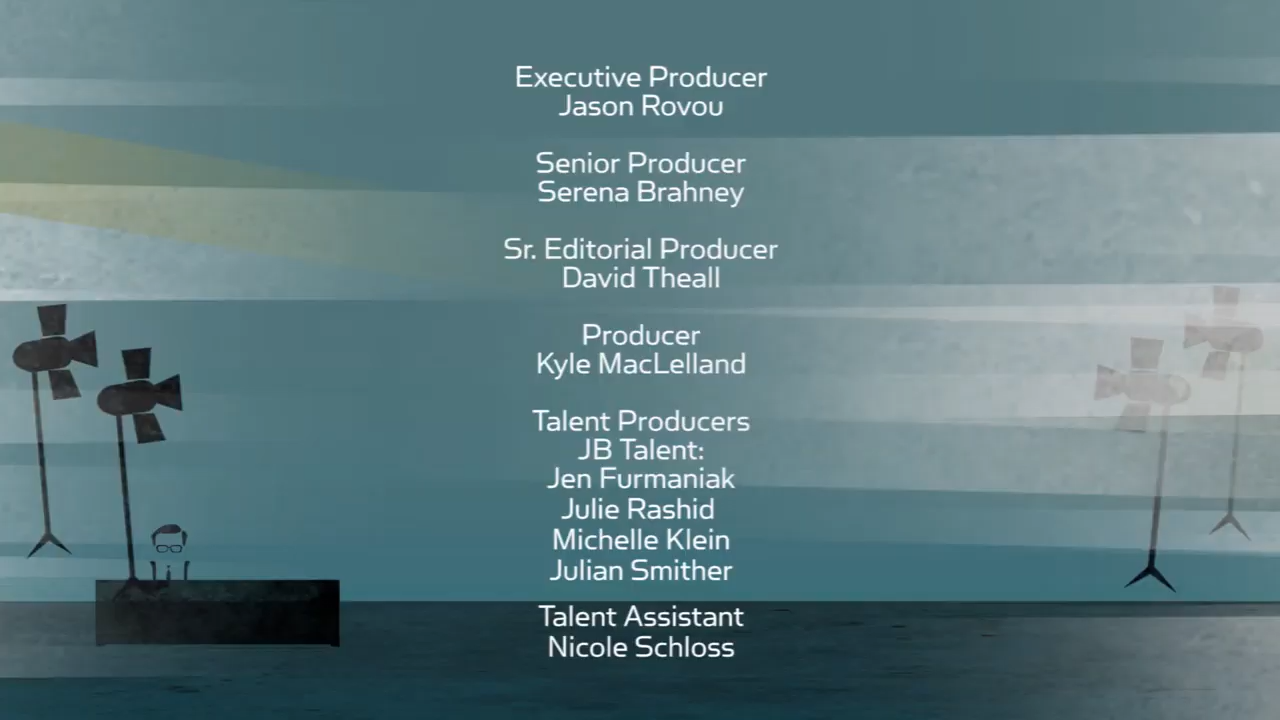 Executive Producer
Jason Rovou
Senior Producer
Serena Brahney
Sr. Editorial Producer
David Theall
Producer
Kyle MacLelland
Talent Producers
JB Talent:
Jen Furmaniak
Julie Rashid
Michelle Klein
Julian Smither
Talent Assistant
Nicole Schloss